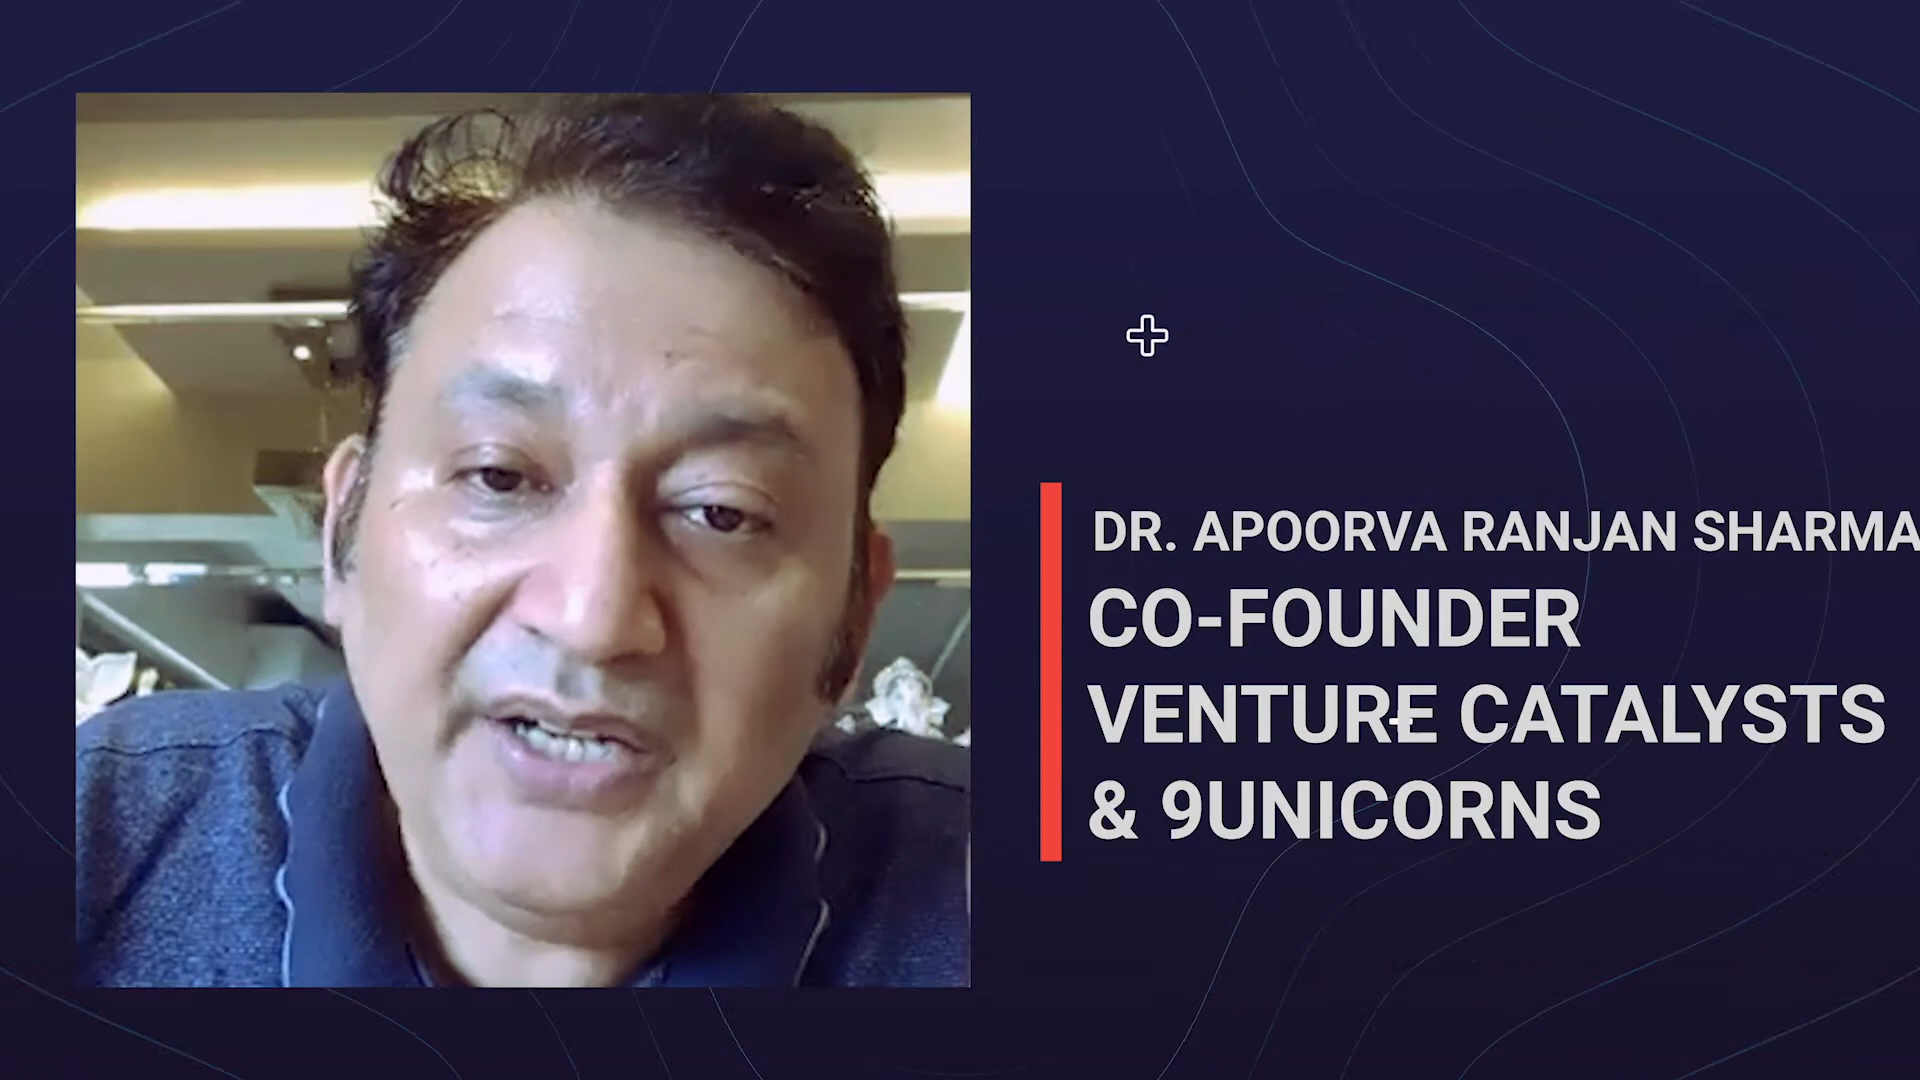 DR. APOORVA RANJAN SHARMA
CO-FOUNDER
VENTURE CATALYSTS
& 9UNICORNS